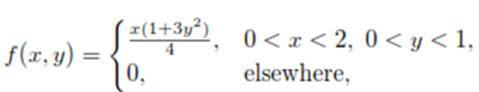 f(x, y) = { x(1+3y²)/4, 0 < x < 2, 0 < y < 1,
0, elsewhere,